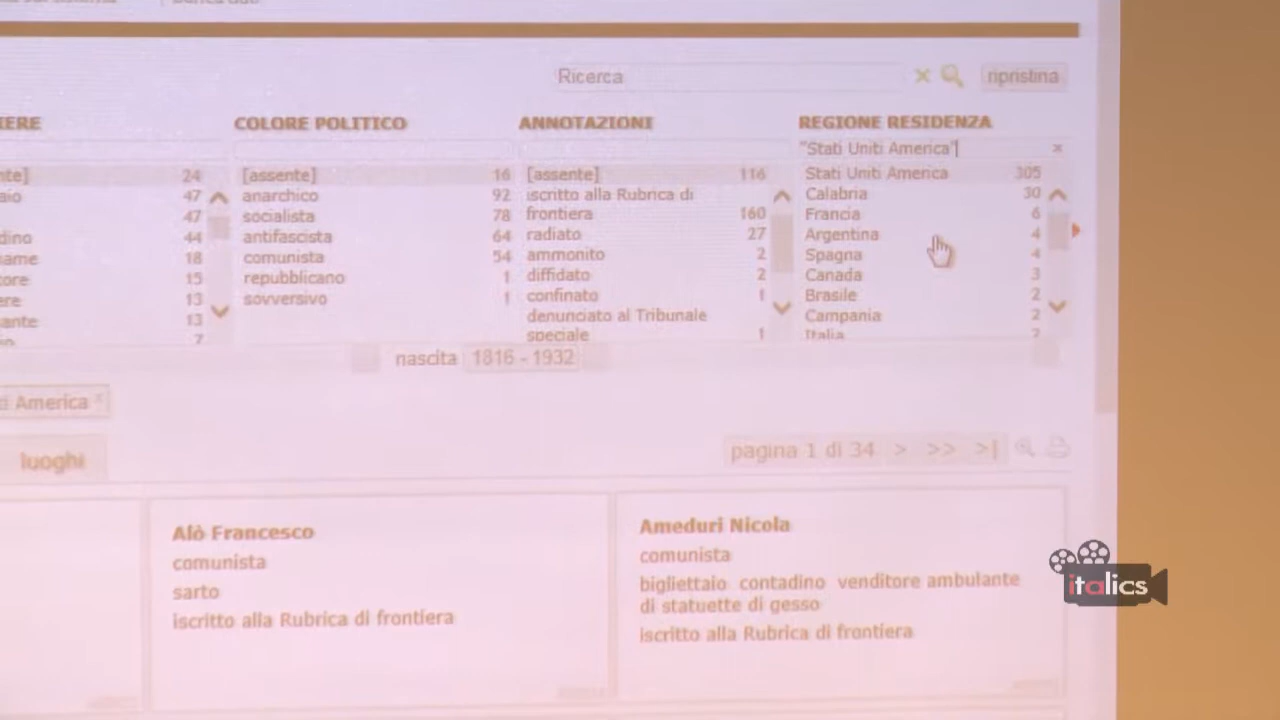 Ricerca
ripristina
COLORE POLITICO
ANNOTAZIONI
REGIONE RESIDENZA
"Stati Uniti America"
24
[assente] 16
[assente] 116
Stati Uniti America 305
47
anarchico 92
iscritto alla Rubrica di
frontiera 160
Calabria 30
47
socialista 78
Francia 6
44
antifascista 64
radiato 27
Argentina 4
18
comunista 54
ammonito 2
Spagna 4
15
repubblicano 1
diffidato 2
Canada 3
13
sovversivo 1
confinato 1
Brasile 2
13
denunciato al Tribunale
speciale 1
Campania 2
7
Italia 2
nascita 1816 - 1932
America
luoghi
pagina 1 di 34 > >> >|
Alò Francesco
comunista
sarto
iscritto alla Rubrica di frontiera
Ameduri Nicola
comunista
bigliettaio contadino venditore ambulante
di statuette di gesso
iscritto alla Rubrica di frontiera
italics